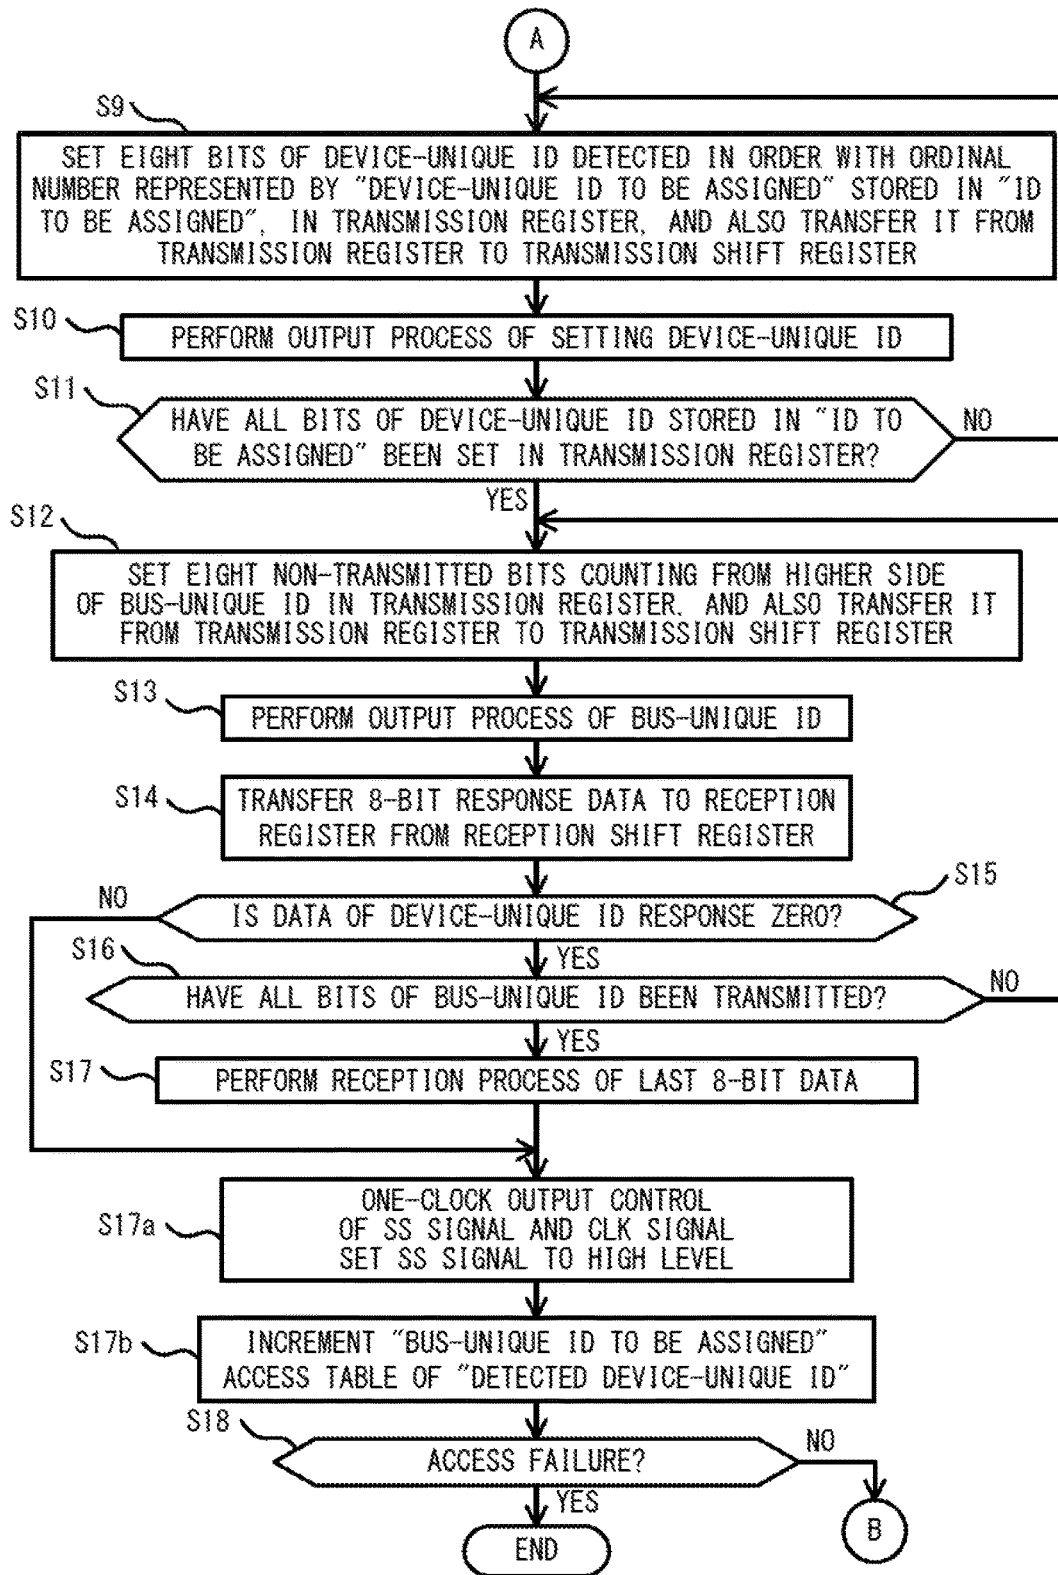 A
S9
SET EIGHT BITS OF DEVICE-UNIQUE ID DETECTED IN ORDER WITH ORDINAL
NUMBER REPRESENTED BY "DEVICE-UNIQUE ID TO BE ASSIGNED" STORED IN "ID
TO BE ASSIGNED", IN TRANSMISSION REGISTER, AND ALSO TRANSFER IT FROM
TRANSMISSION REGISTER TO TRANSMISSION SHIFT REGISTER
S10
PERFORM OUTPUT PROCESS OF SETTING DEVICE-UNIQUE ID
S11
HAVE ALL BITS OF DEVICE-UNIQUE ID STORED IN "ID TO
BE ASSIGNED" BEEN SET IN TRANSMISSION REGISTER?
NO
YES
S12
SET EIGHT NON-TRANSMITTED BITS COUNTING FROM HIGHER SIDE
OF BUS-UNIQUE ID IN TRANSMISSION REGISTER, AND ALSO TRANSFER IT
FROM TRANSMISSION REGISTER TO TRANSMISSION SHIFT REGISTER
S13
PERFORM OUTPUT PROCESS OF BUS-UNIQUE ID
S14
TRANSFER 8-BIT RESPONSE DATA TO RECEPTION
REGISTER FROM RECEPTION SHIFT REGISTER
S15
NO
IS DATA OF DEVICE-UNIQUE ID RESPONSE ZERO?
YES
S16
HAVE ALL BITS OF BUS-UNIQUE ID BEEN TRANSMITTED?
NO
YES
S17
PERFORM RECEPTION PROCESS OF LAST 8-BIT DATA
S17a
ONE-CLOCK OUTPUT CONTROL
OF SS SIGNAL AND CLK SIGNAL
SET SS SIGNAL TO HIGH LEVEL
S17b
INCREMENT "BUS-UNIQUE ID TO BE ASSIGNED"
ACCESS TABLE OF "DETECTED DEVICE-UNIQUE ID"
S18
ACCESS FAILURE?
NO
YES
B
END